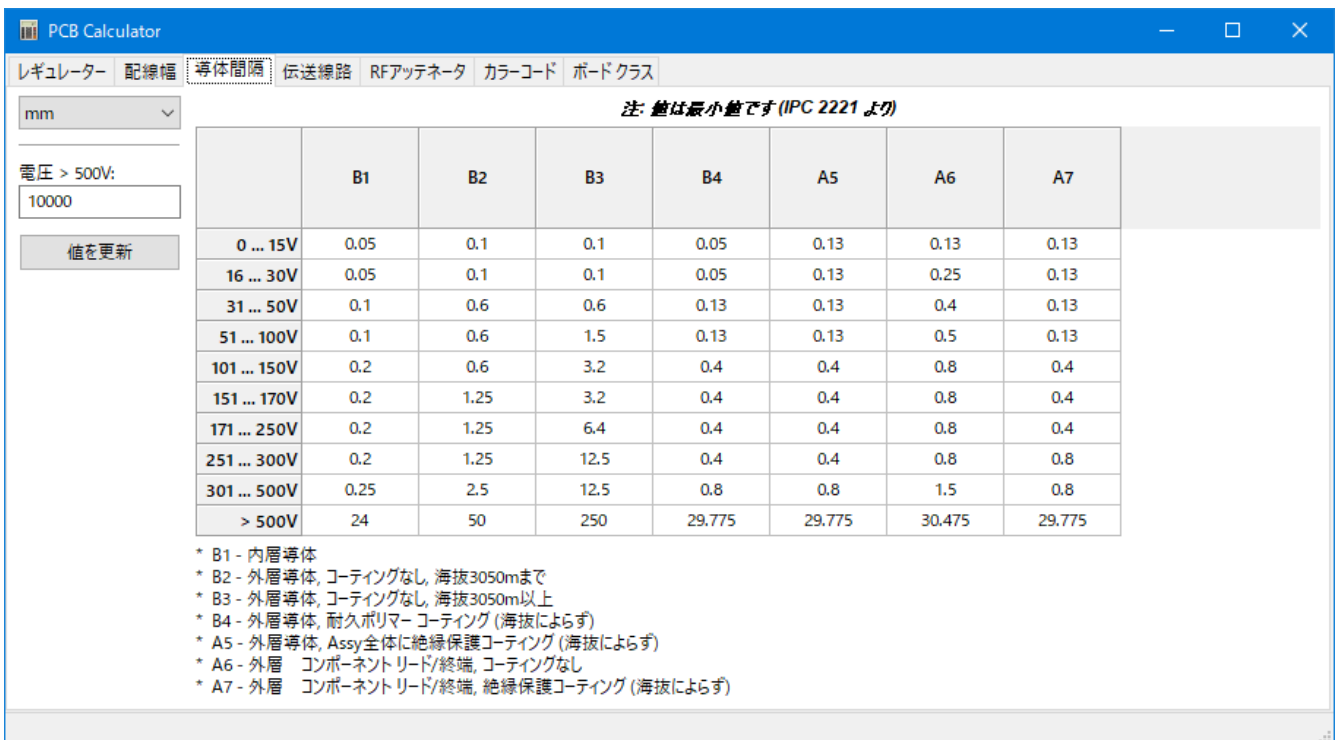 PCB Calculator
レギュレーター 配線幅 導体間隔 伝送線路 RFアッテネータ カラーコード ボードクラス
mm
注: 値は最小値です (IPC 2221 より)
電圧 > 500V:
10000
値を更新
B1 B2 B3 B4 A5 A6 A7
0 ... 15V 0.05 0.1 0.1 0.05 0.13 0.13 0.13
16 ... 30V 0.05 0.1 0.1 0.05 0.13 0.25 0.13
31 ... 50V 0.1 0.6 0.6 0.13 0.13 0.4 0.13
51 ... 100V 0.1 0.6 1.5 0.13 0.13 0.5 0.13
101 ... 150V 0.2 0.6 3.2 0.4 0.4 0.8 0.4
151 ... 170V 0.2 1.25 3.2 0.4 0.4 0.8 0.4
171 ... 250V 0.2 1.25 6.4 0.4 0.4 0.8 0.4
251 ... 300V 0.2 1.25 12.5 0.4 0.4 0.8 0.8
301 ... 500V 0.25 2.5 12.5 0.8 0.8 1.5 0.8
> 500V 24 50 250 29.775 29.775 30.475 29.775
* B1 - 内層導体
* B2 - 外層導体, コーティングなし, 海抜3050mまで
* B3 - 外層導体, コーティングなし, 海抜3050m以上
* B4 - 外層導体, 耐久ポリマー コーティング (海抜によらず)
* A5 - 外層導体, Assy全体に絶縁保護コーティング (海抜によらず)
* A6 - 外層 コンポーネント リード/終端, コーティングなし
* A7 - 外層 コンポーネント リード/終端, 絶縁保護コーティング (海抜によらず)